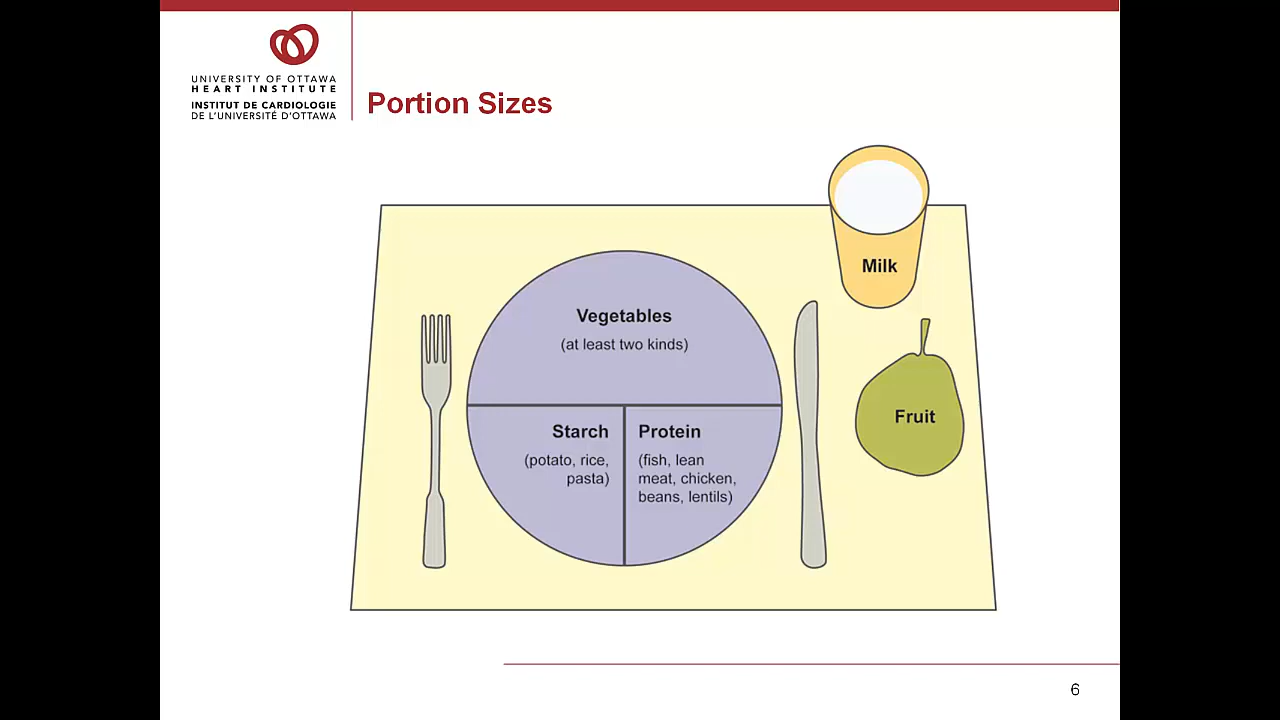 UNIVERSITY OF OTTAWA
HEART INSTITUTE
INSTITUT DE CARDIOLOGIE
DE L'UNIVERSITÉ D'OTTAWA
Portion Sizes
Milk
Vegetables
(at least two kinds)
Fruit
Starch
(potato, rice,
pasta)
Protein
(fish, lean
meat, chicken,
beans, lentils)
6